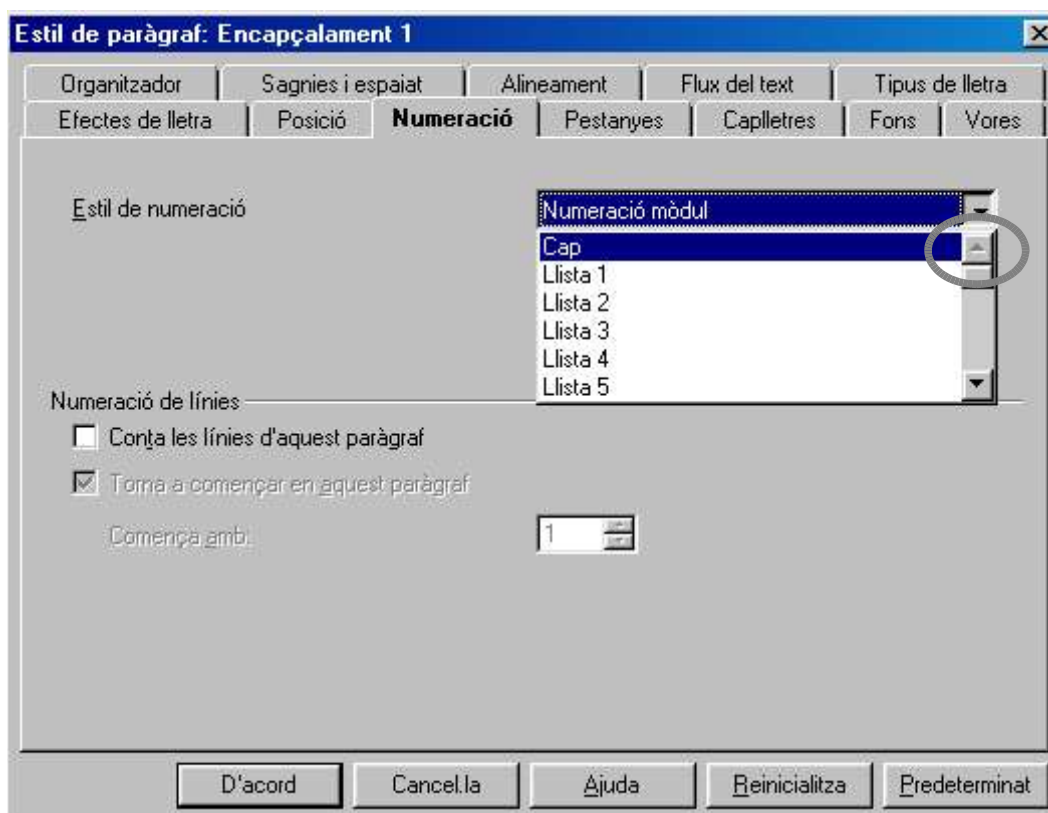 Estil de paràgraf: Encapçalament 1
Organitzador Sagnies i espaiat Alineament Flux del text Tipus de lletra
Efectes de lletra Posició Numeració Pestanyes Caplletres Fons Vores
Estil de numeració Numeració mòdul
Cap
Llista 1
Llista 2
Llista 3
Llista 4
Llista 5
Numeració de línies
Conta les línies d'aquest paràgraf
Torna a començar en aquest paràgraf
Comença amb: 1
D'acord Cancel.la Ajuda Reinicialitza Predeterminat